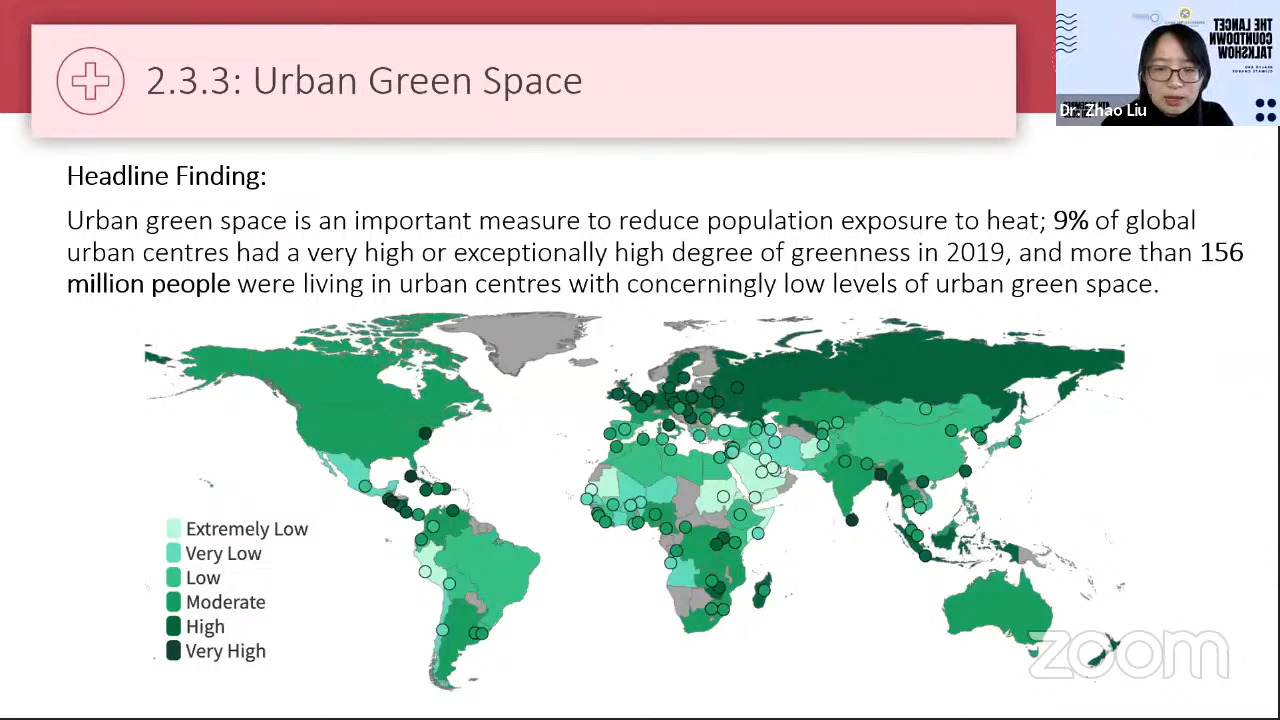 2.3.3: Urban Green Space
THE LANCET
COUNTDOWN
TALKSHOW
Dr. Zhao Liu
Headline Finding:
Urban green space is an important measure to reduce population exposure to heat; 9% of global
urban centres had a very high or exceptionally high degree of greenness in 2019, and more than 156
million people were living in urban centres with concerningly low levels of urban green space.
Extremely Low
Very Low
Low
Moderate
High
Very High
zoom